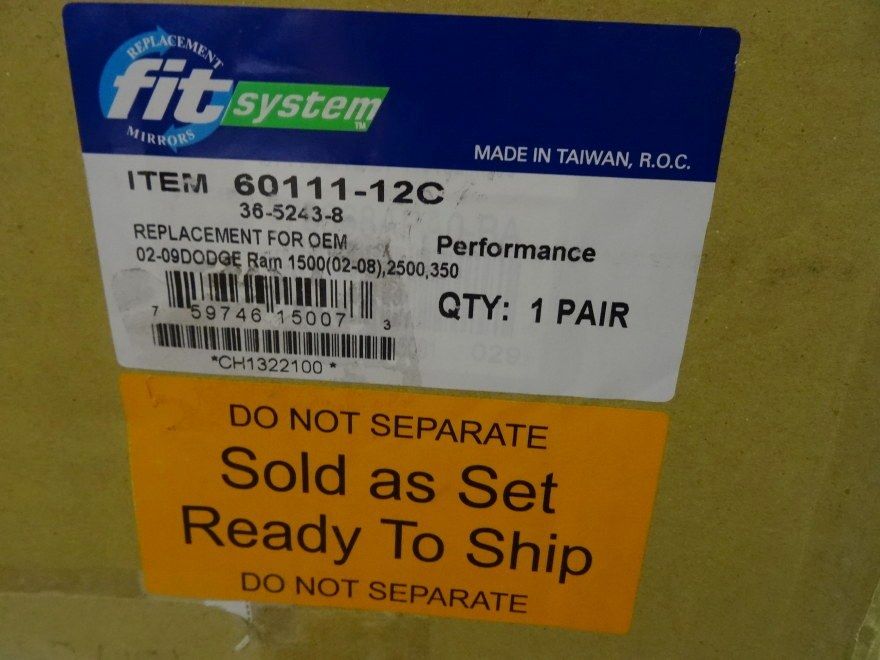 REPLACEMENT
fit system TM
MIRRORS
MADE IN TAIWAN, R.O.C.
ITEM 60111-12C
36-5243-8
REPLACEMENT FOR OEM
Performance
02-09DODGE Ram 1500(02-08),2500,350
7 59746 15007 3
QTY: 1 PAIR
*CH1322100 *
DO NOT SEPARATE
Sold as Set
Ready To Ship
DO NOT SEPARATE